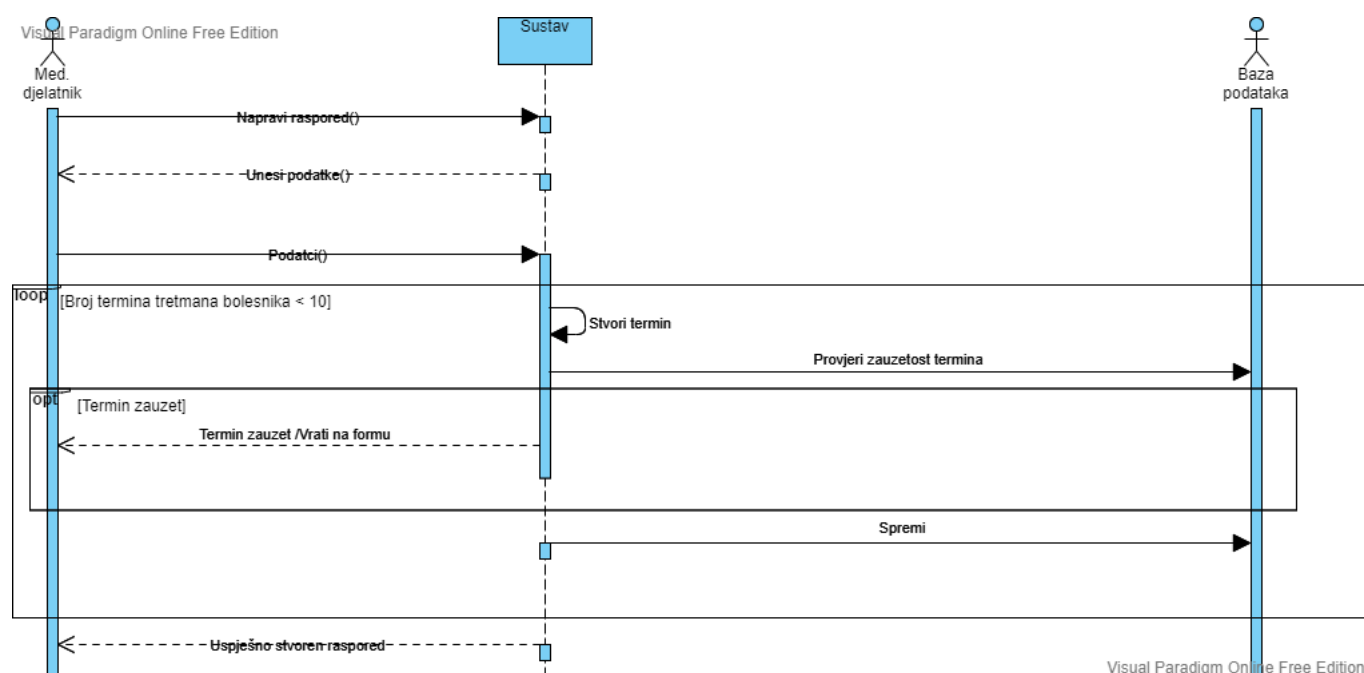 Visual Paradigm Online Free Edition
Sustav
Med.
djelatnik
Baza
podataka
Napravi raspored()
Unesi podatke()
Podatci()
loop
[Broj termina tretmana bolesnika < 10]
Stvori termin
Provjeri zauzetost termina
opt
[Termin zauzet]
Termin zauzet /Vrati na formu
Spremi
Uspješno stvoren raspored
Visual Paradigm Online Free Edition